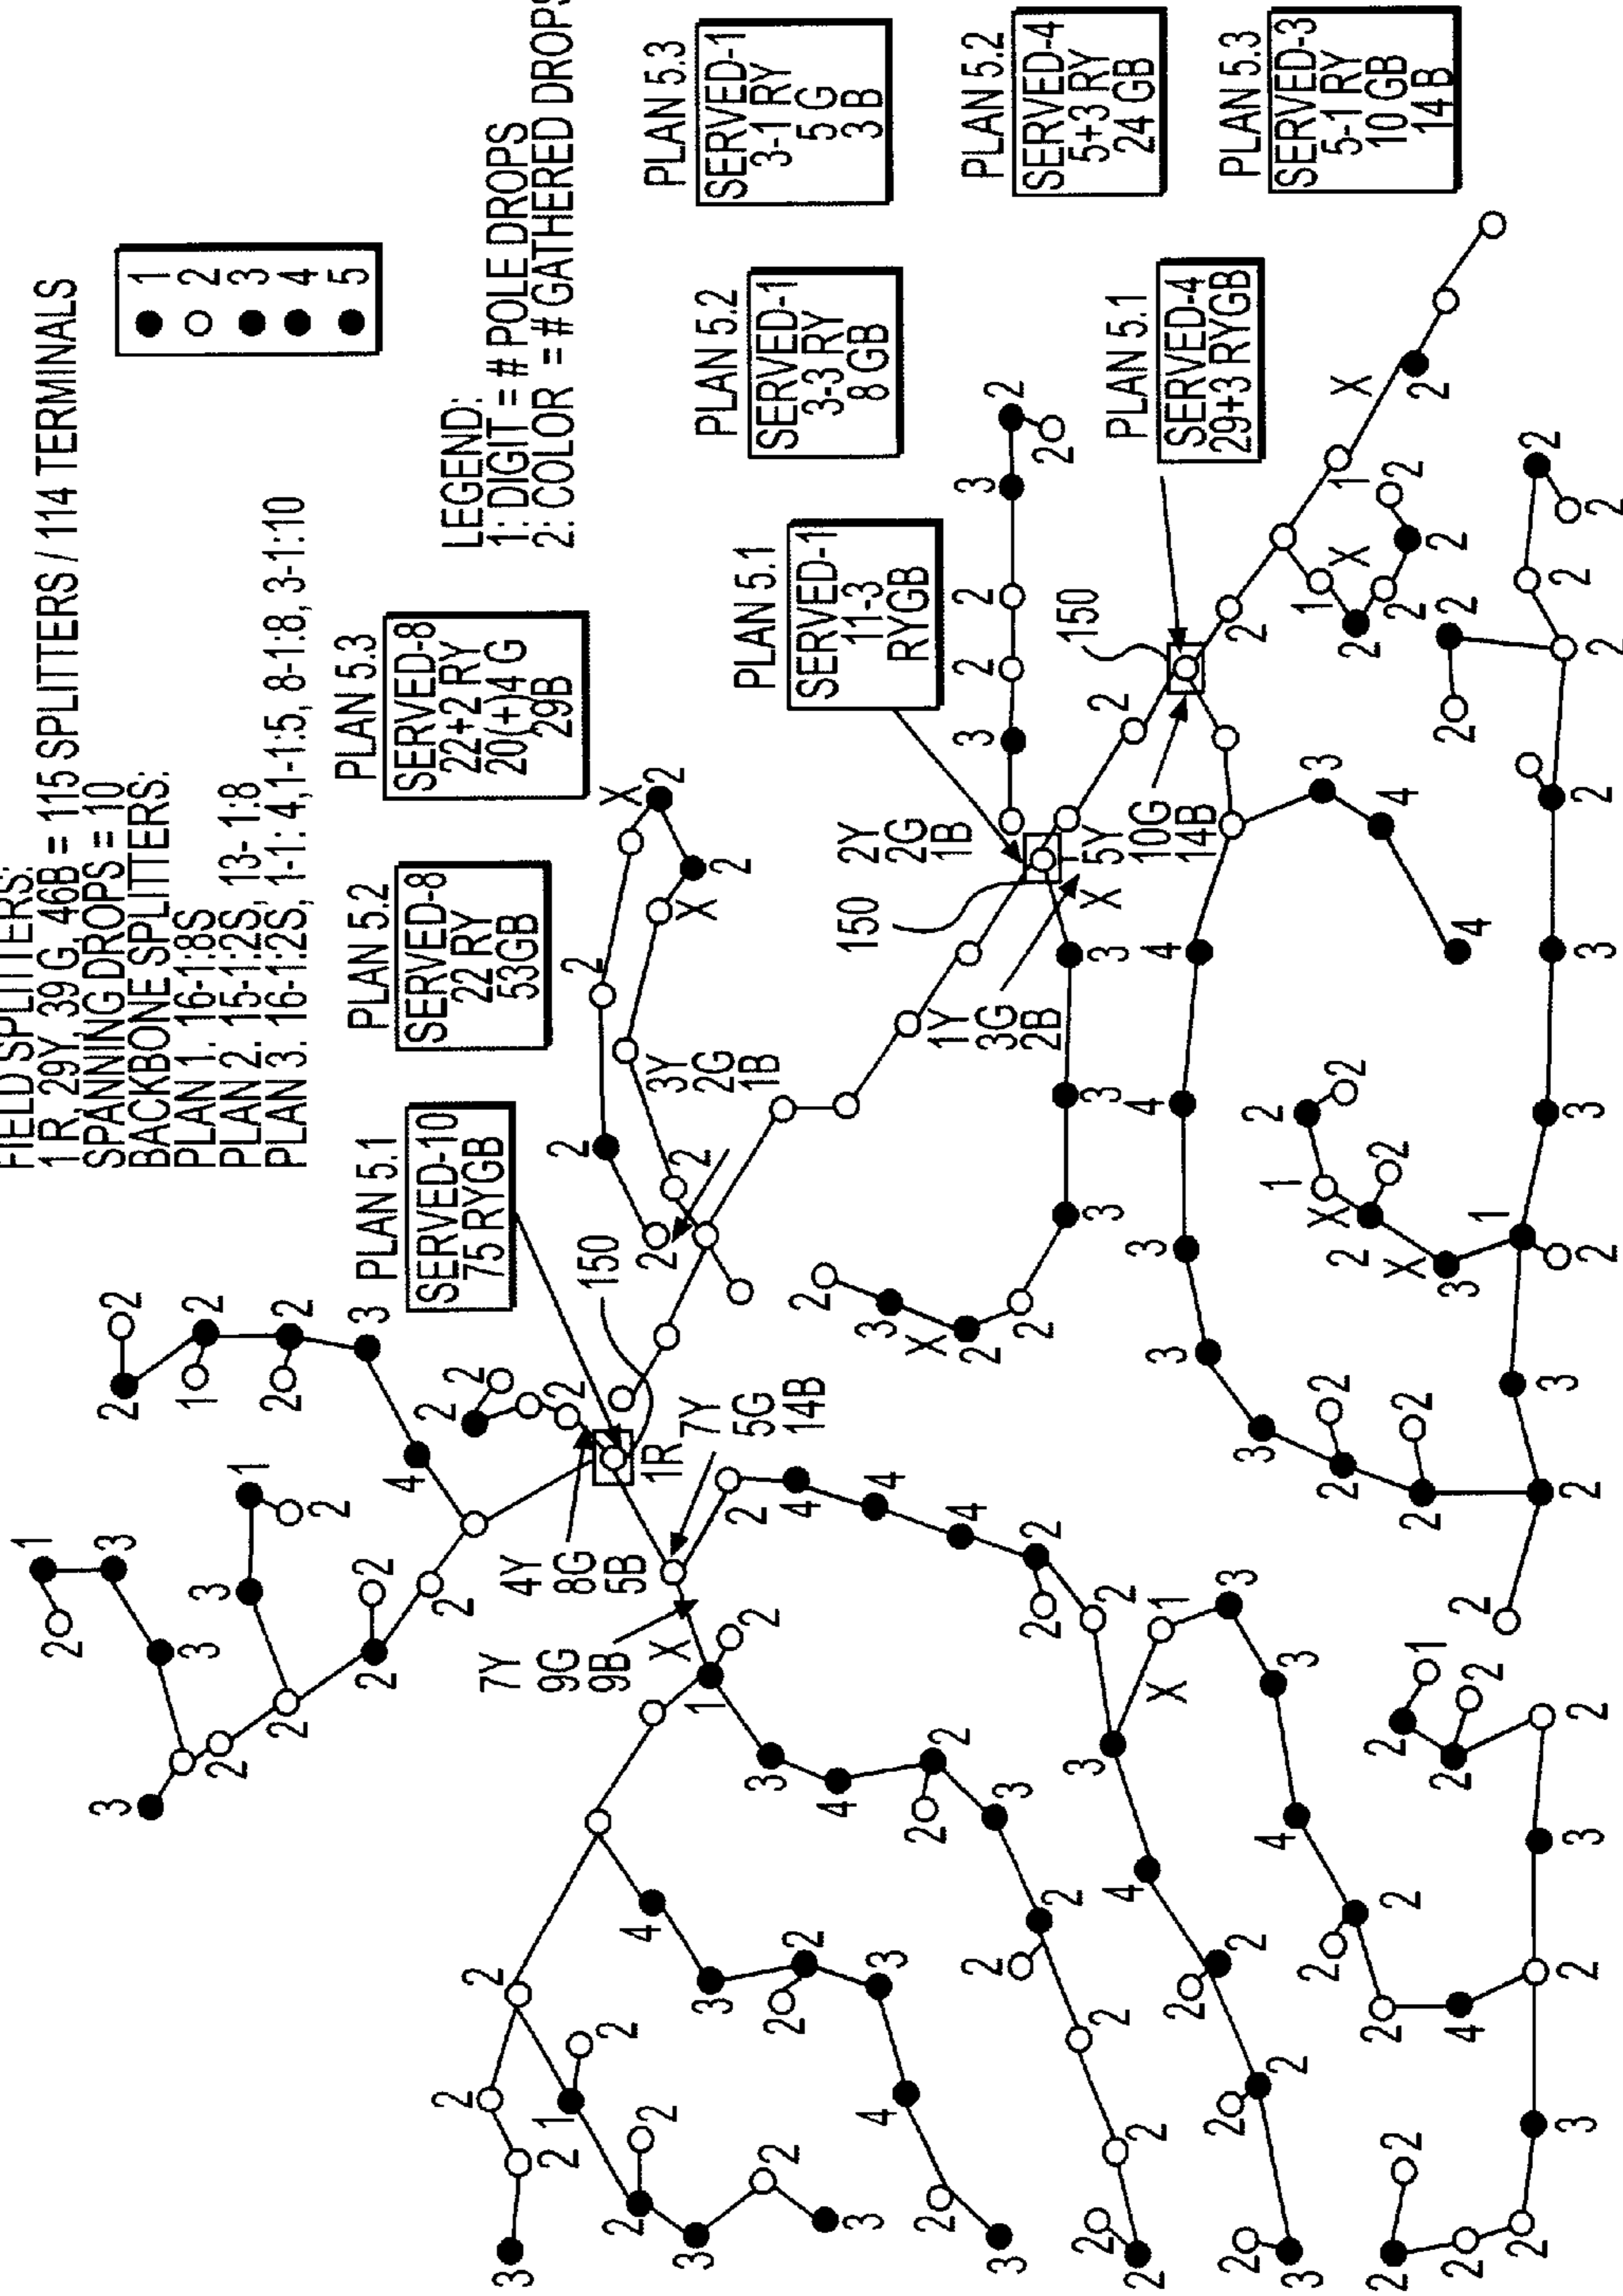 FIELD SPLITTERS:
1 R, 29Y, 39 G, 46B = 115 SPLITTERS / 114 TERMINALS
SPANNING DROPS = 10
BACKBONE SPLITTERS:
PLAN 1. 16-1:8S
PLAN 2. 15-1:2S, 13- 1:8
PLAN 3. 16-1:2S, 1-1: 4,1-1:5, 8-1:8, 3-1:10
1
2
3
4
5
LEGEND:
1: DIGIT = # POLE DROPS
2: COLOR = # GATHERED DROPS
PLAN 5.1
SERVED-10
75 RYGB
PLAN 5.2
SERVED-8
22 RY
53GB
PLAN 5.3
SERVED-8
22+2 RY
20(+)4 G
29B
PLAN 5.1
SERVED-1
11-3
RYGB
PLAN 5.2
SERVED-1
3-3 RY
8 GB
PLAN 5.3
SERVED-1
3-1 RY
5 G
3 B
PLAN 5.1
SERVED-4
29+3 RYGB
PLAN 5.2
SERVED-4
5+3 RY
24 GB
PLAN 5.3
SERVED-3
5-1 RY
10 GB
14 B
150
150
150
1R
4Y
8G
5B
7Y
9G
9B
7Y
5G
14B
3Y
2G
1B
2Y
2G
1B
1Y
3G
2B
5Y
10G
14B